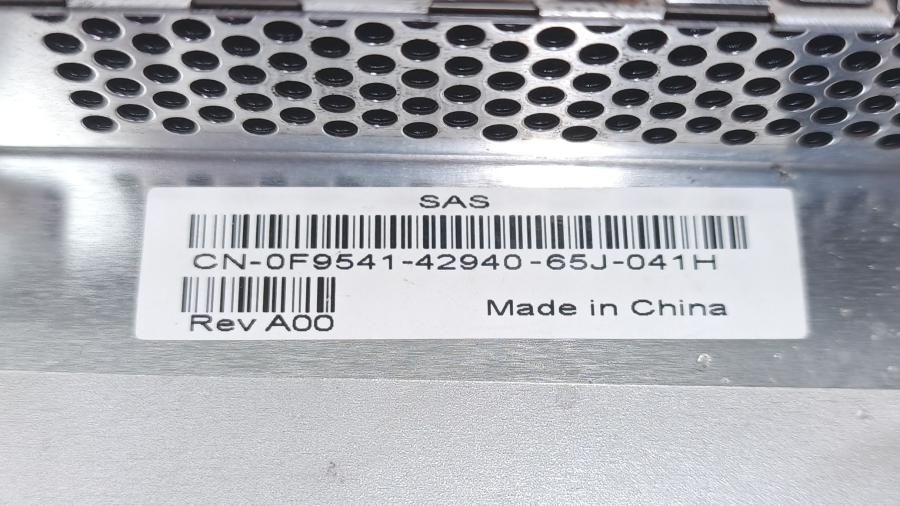 SAS
CN-0F9541-42940-65J-041H
Rev A00
Made in China